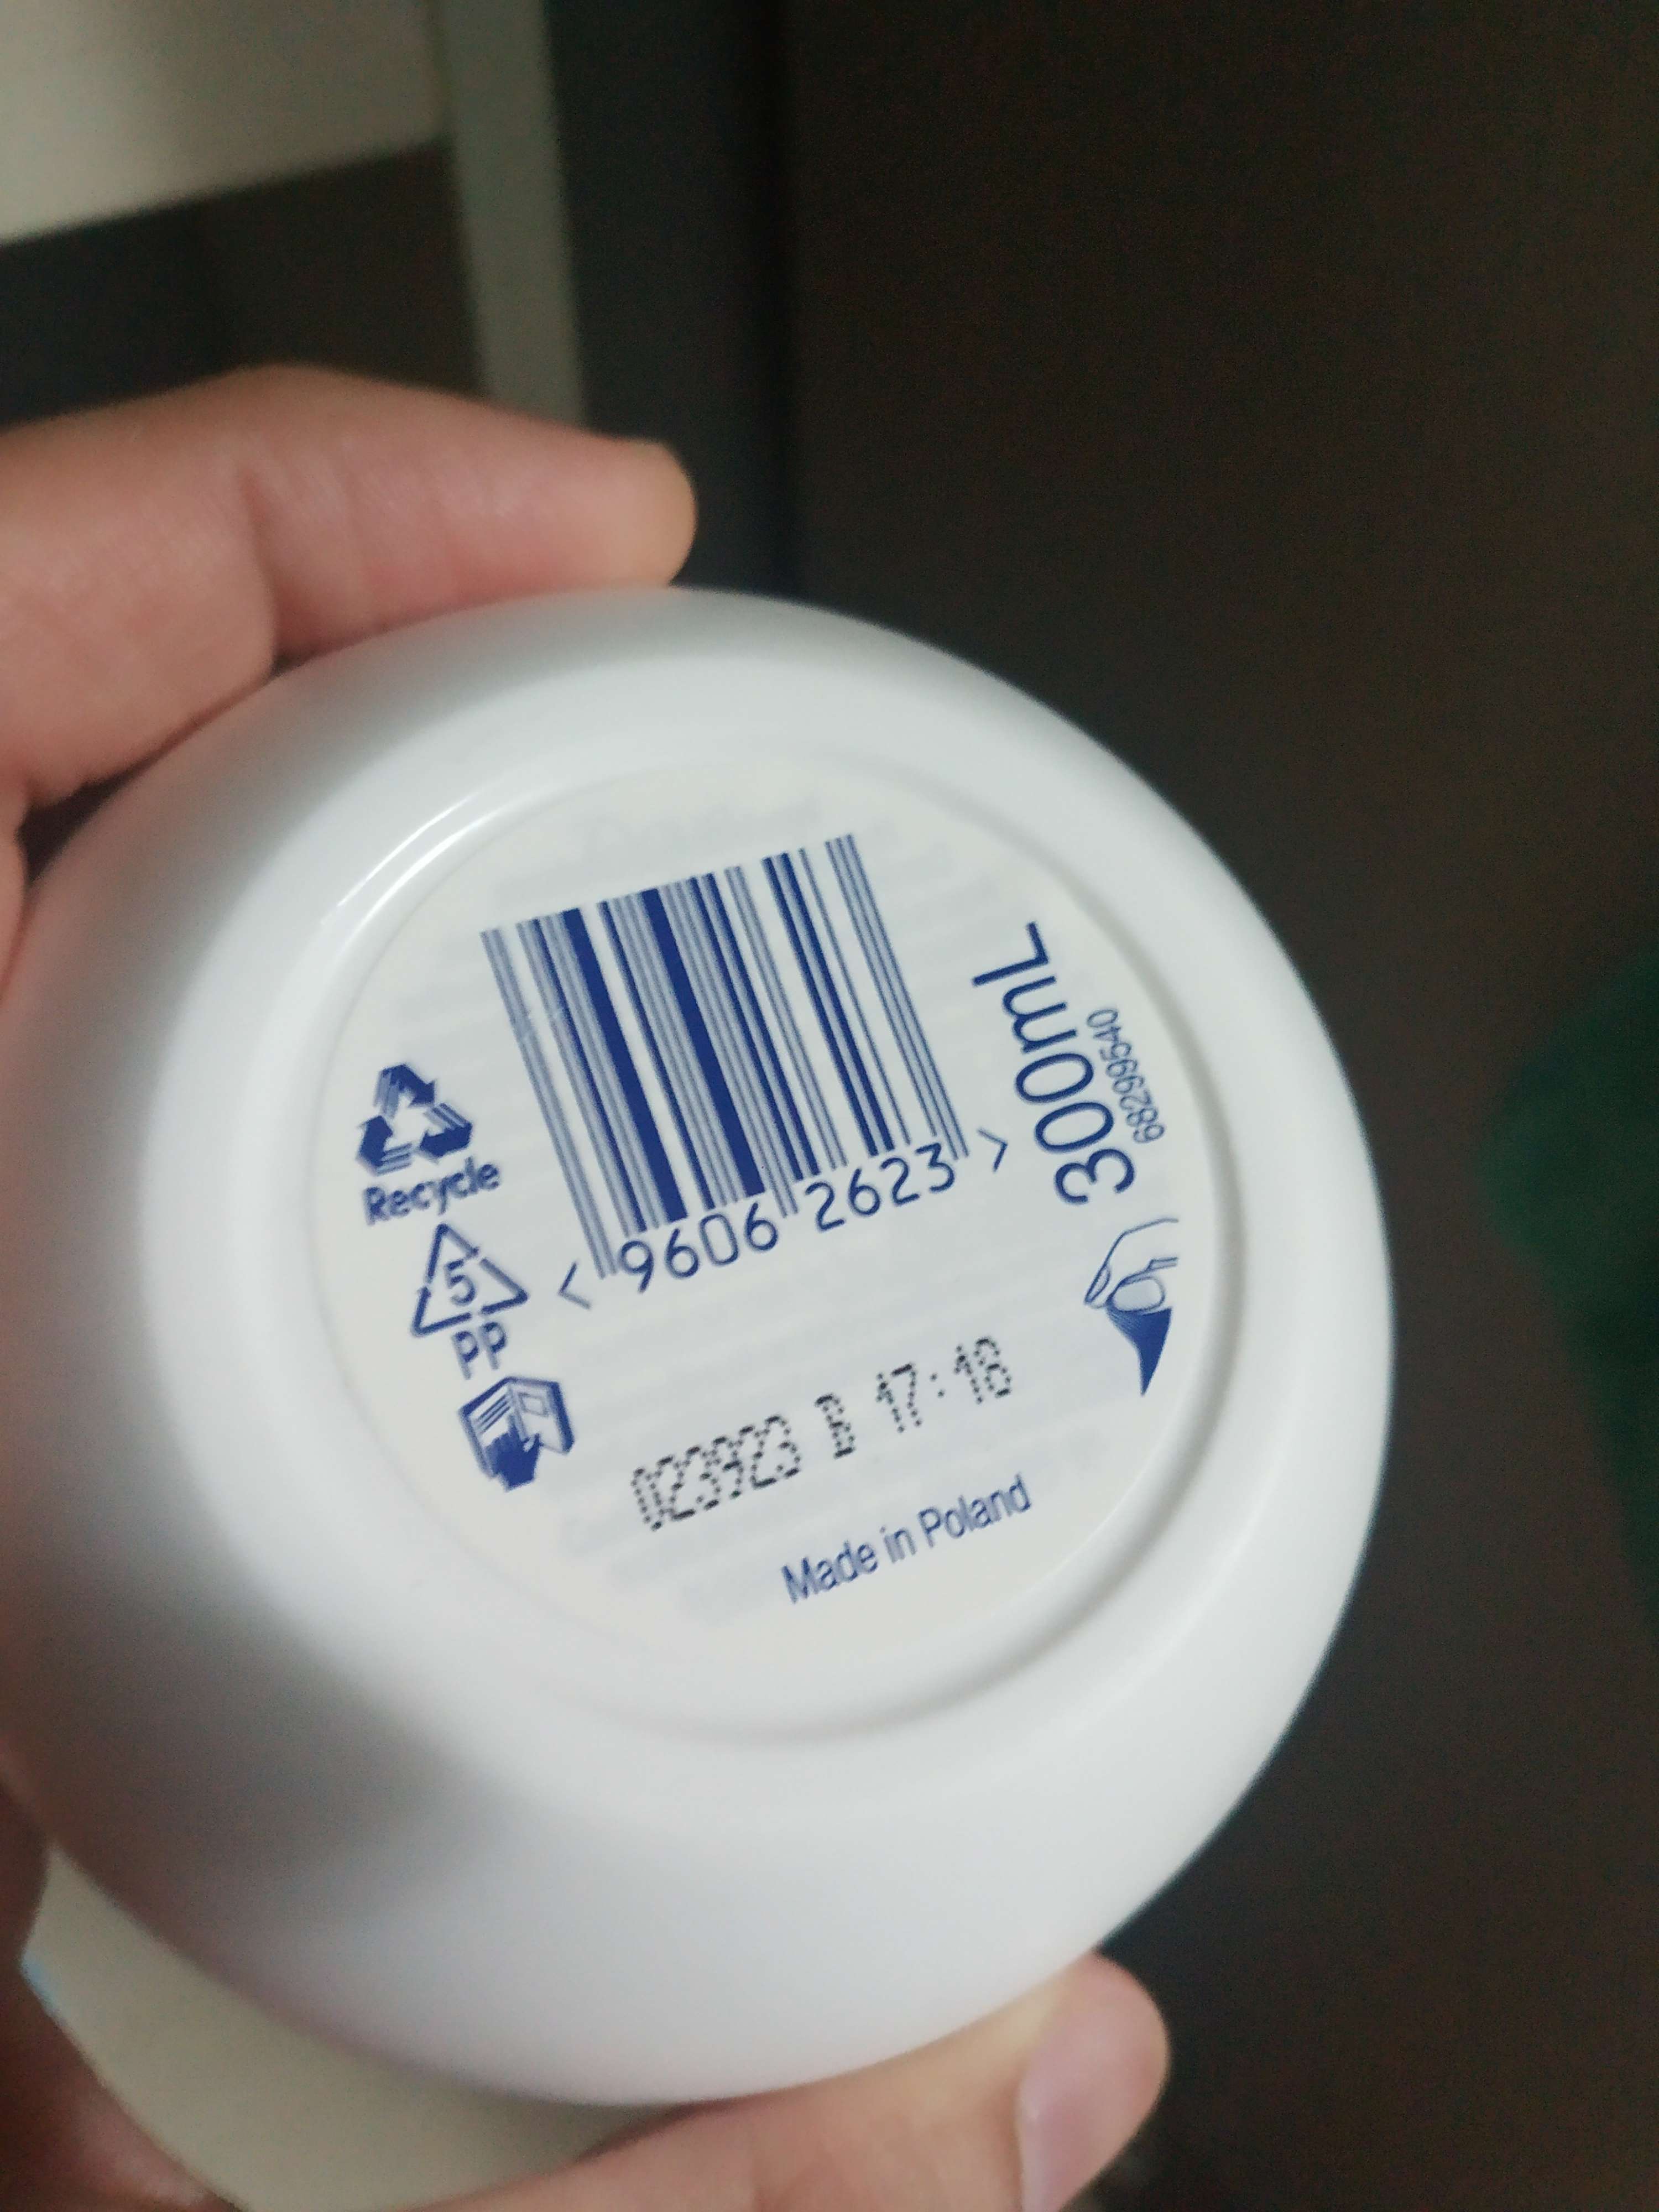 < 9606 2623 >
300mL
68299540
Recycle
5
PP
023923 B 17:18
Made in Poland